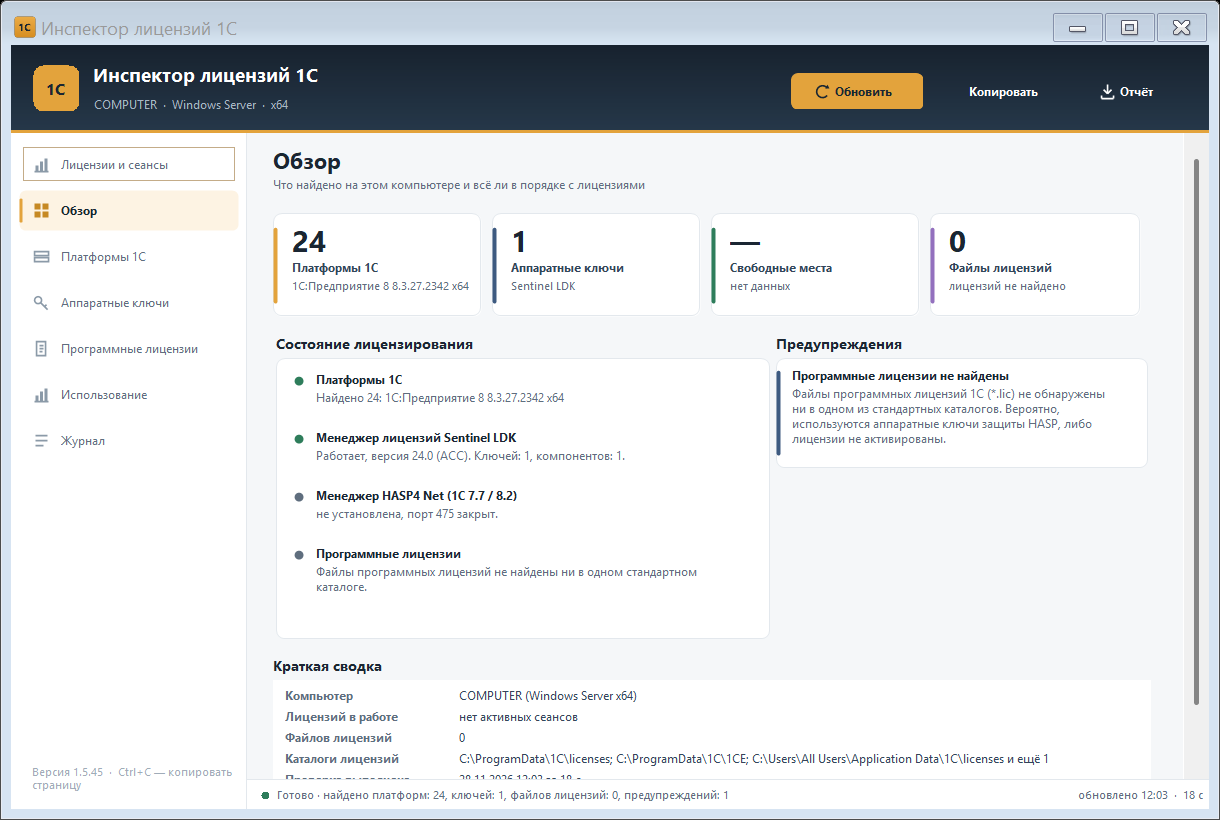 1C Инспектор лицензий 1С
1C
Инспектор лицензий 1С
COMPUTER · Windows Server · x64
Обновить
Копировать
Отчёт
Лицензии и сеансы
Обзор
Платформы 1С
Аппаратные ключи
Программные лицензии
Использование
Журнал
Версия 1.5.45 · Ctrl+C — копировать
страницу
Обзор
Что найдено на этом компьютере и всё ли в порядке с лицензиями
24
Платформы 1С
1С:Предприятие 8 8.3.27.2342 x64
1
Аппаратные ключи
Sentinel LDK
—
Свободные места
нет данных
0
Файлы лицензий
лицензий не найдено
Состояние лицензирования
Платформы 1С
Найдено 24: 1С:Предприятие 8 8.3.27.2342 x64
Менеджер лицензий Sentinel LDK
Работает, версия 24.0 (ACC). Ключей: 1, компонентов: 1.
Менеджер HASP4 Net (1С 7.7 / 8.2)
не установлена, порт 475 закрыт.
Программные лицензии
Файлы программных лицензий не найдены ни в одном стандартном
каталоге.
Предупреждения
Программные лицензии не найдены
Файлы программных лицензий 1С (*.lic) не обнаружены
ни в одном из стандартных каталогов. Вероятно,
используются аппаратные ключи защиты HASP, либо
лицензии не активированы.
Краткая сводка
Компьютер COMPUTER (Windows Server x64)
Лицензий в работе нет активных сеансов
Файлов лицензий 0
Каталоги лицензий C:\ProgramData\1C\licenses; C:\ProgramData\1C\1CE; C:\Users\All Users\Application Data\1C\licenses и ещё 1
Готово · найдено платформ: 24, ключей: 1, файлов лицензий: 0, предупреждений: 1
обновлено 12:03 · 18 с